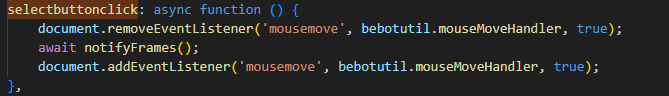 selectbuttonclick: async function () {
    document.removeEventListener('mousemove', bebotutil.mouseMoveHandler, true);
    await notifyFrames();
    document.addEventListener('mousemove', bebotutil.mouseMoveHandler, true);
},